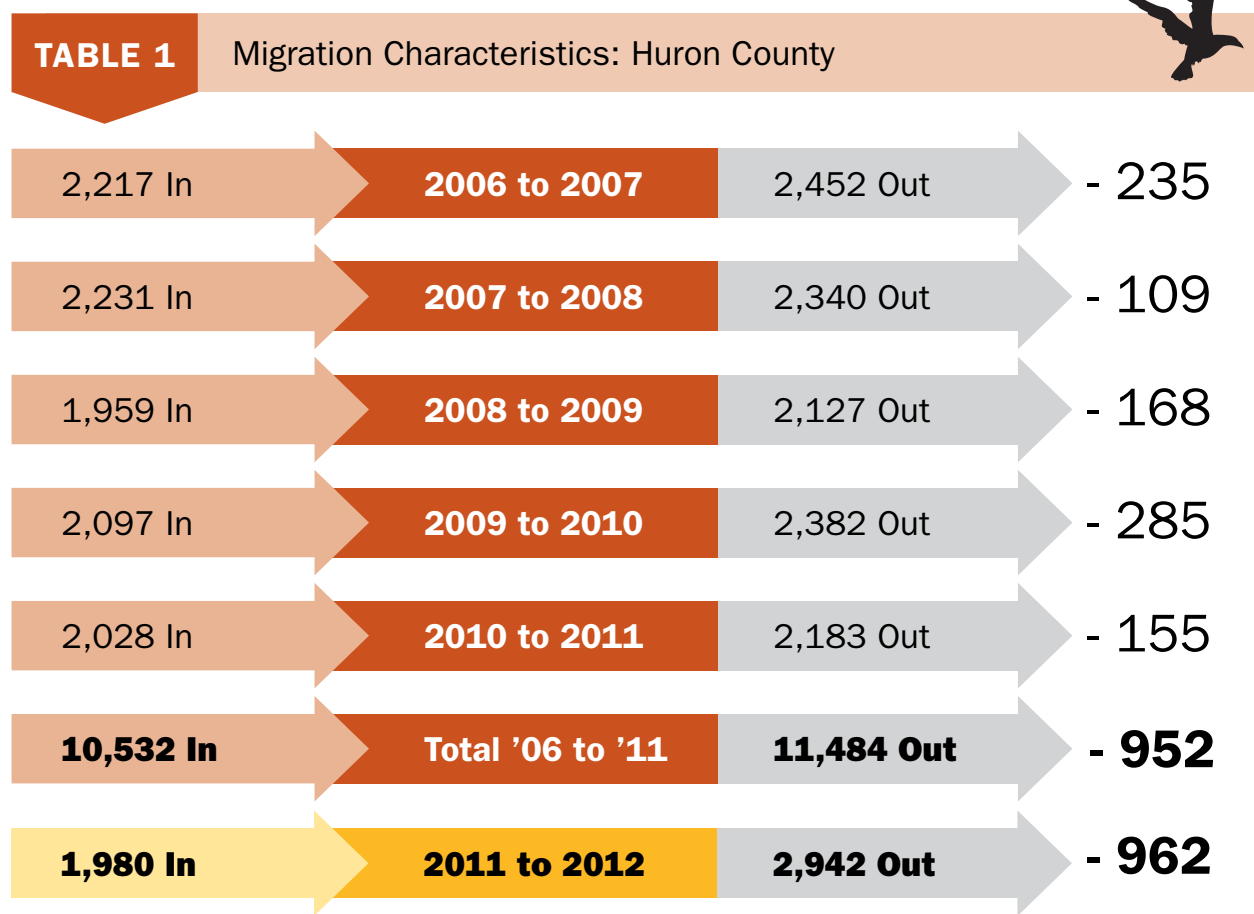 TABLE 1 Migration Characteristics: Huron County
2,217 In 2006 to 2007 2,452 Out - 235
2,231 In 2007 to 2008 2,340 Out - 109
1,959 In 2008 to 2009 2,127 Out - 168
2,097 In 2009 to 2010 2,382 Out - 285
2,028 In 2010 to 2011 2,183 Out - 155
10,532 In Total ’06 to ’11 11,484 Out - 952
1,980 In 2011 to 2012 2,942 Out - 962